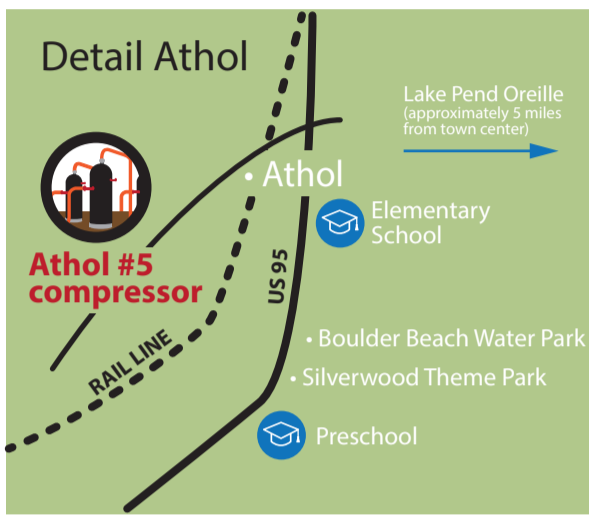 Detail Athol
Lake Pend Oreille
(approximately 5 miles
from town center)
• Athol
Elementary
School
Athol #5
compressor
US 95
RAIL LINE
• Boulder Beach Water Park
• Silverwood Theme Park
Preschool